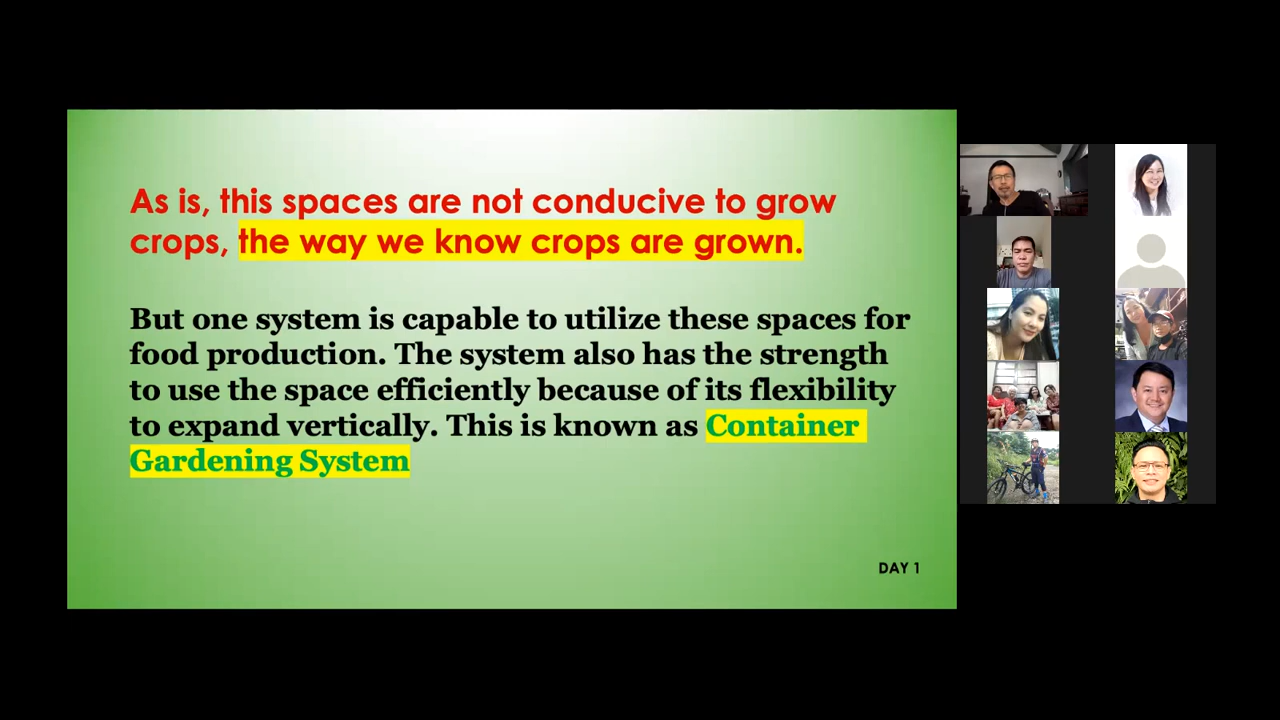 As is, this spaces are not conducive to grow
crops, the way we know crops are grown.
But one system is capable to utilize these spaces for
food production. The system also has the strength
to use the space efficiently because of its flexibility
to expand vertically. This is known as Container
Gardening System
DAY 1